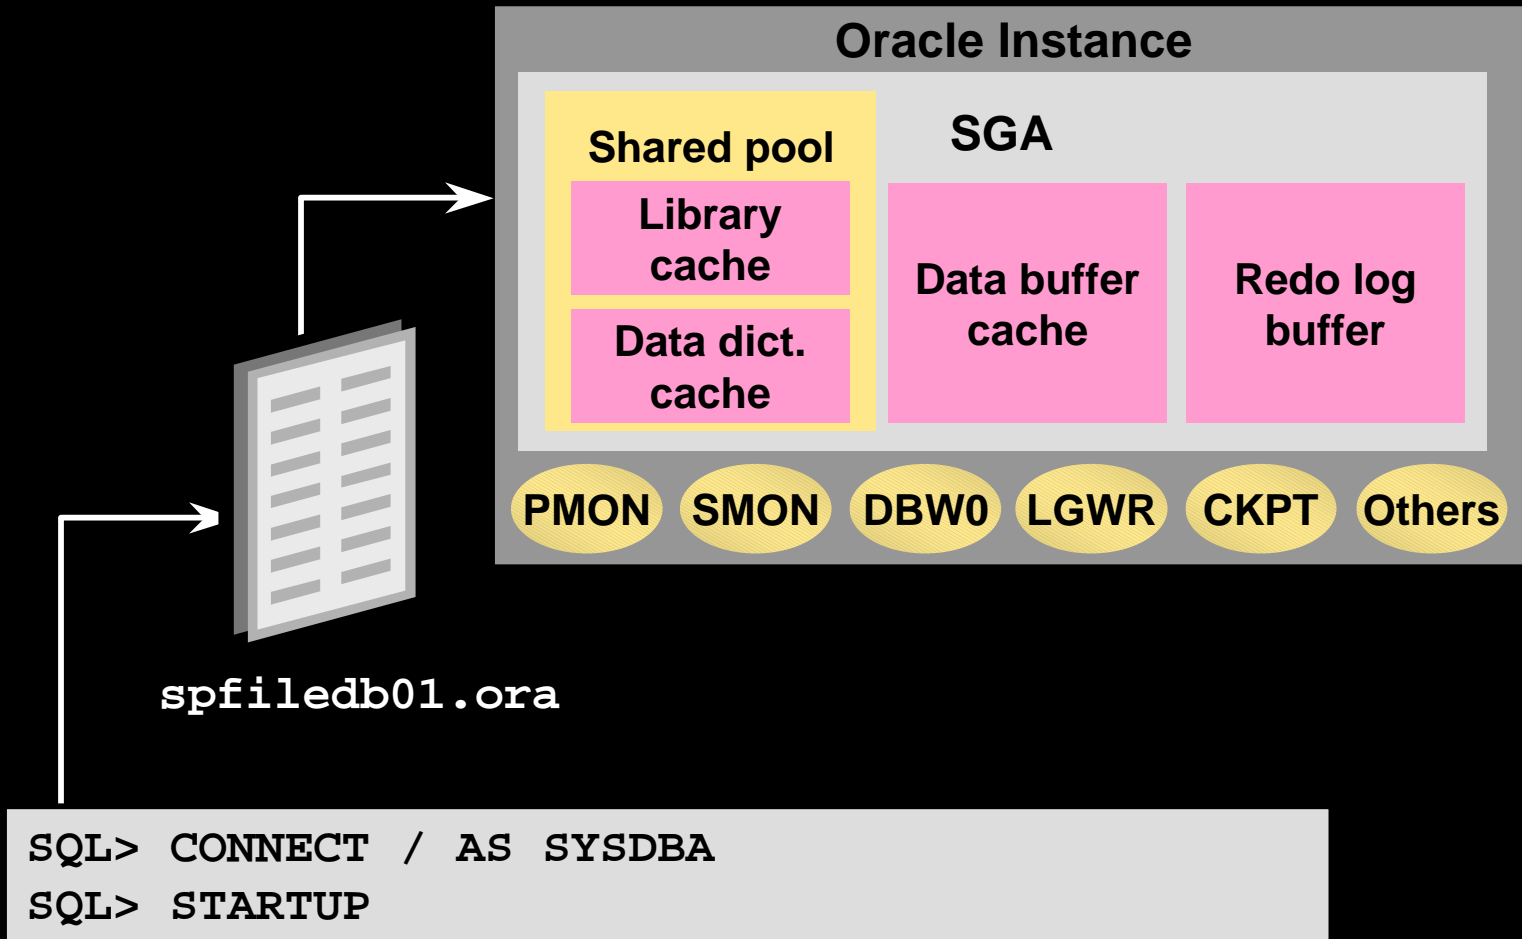 Oracle Instance
SGA
Shared pool
Library
cache
Data dict.
cache
Data buffer
cache
Redo log
buffer
PMON
SMON
DBW0
LGWR
CKPT
Others
spfiledb01.ora
SQL> CONNECT / AS SYSDBA
SQL> STARTUP